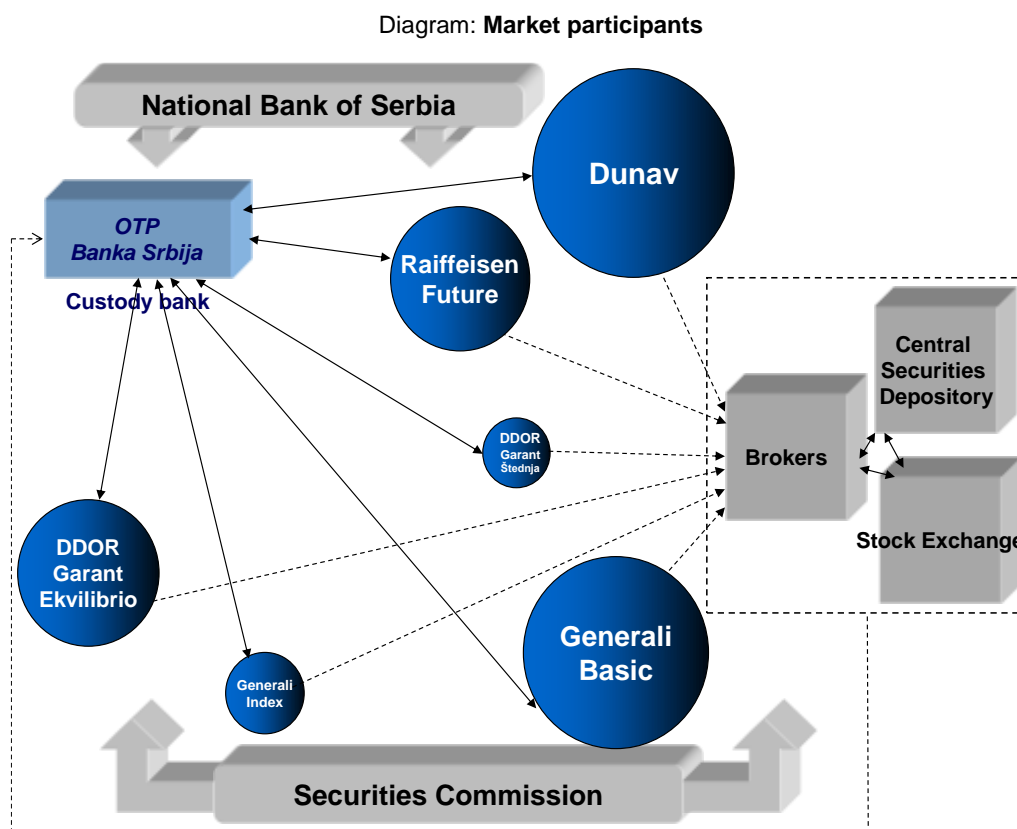 Diagram: Market participants
National Bank of Serbia
Dunav
OTP
Banka Srbija
Custody bank
Raiffeisen
Future
Central
Securities
Depository
Brokers
DDOR
Garant
Štednja
Stock Exchange
DDOR
Garant
Ekvilibrio
Generali
Basic
Generali
Index
Securities Commission